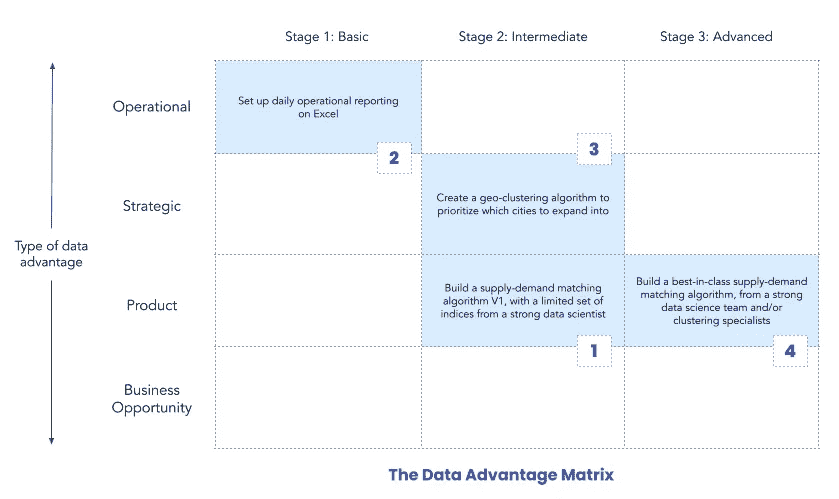 Stage 1: Basic
Stage 2: Intermediate
Stage 3: Advanced
Operational
Set up daily operational reporting
on Excel
2
3
Strategic
Create a geo-clustering algorithm to
prioritize which cities to expand into
Type of data
advantage
Product
Build a supply-demand matching
algorithm V1, with a limited set of
indices from a strong data scientist
Build a best-in-class supply-demand
matching algorithm, from a strong
data science team and/or
clustering specialists
1
4
Business
Opportunity
The Data Advantage Matrix